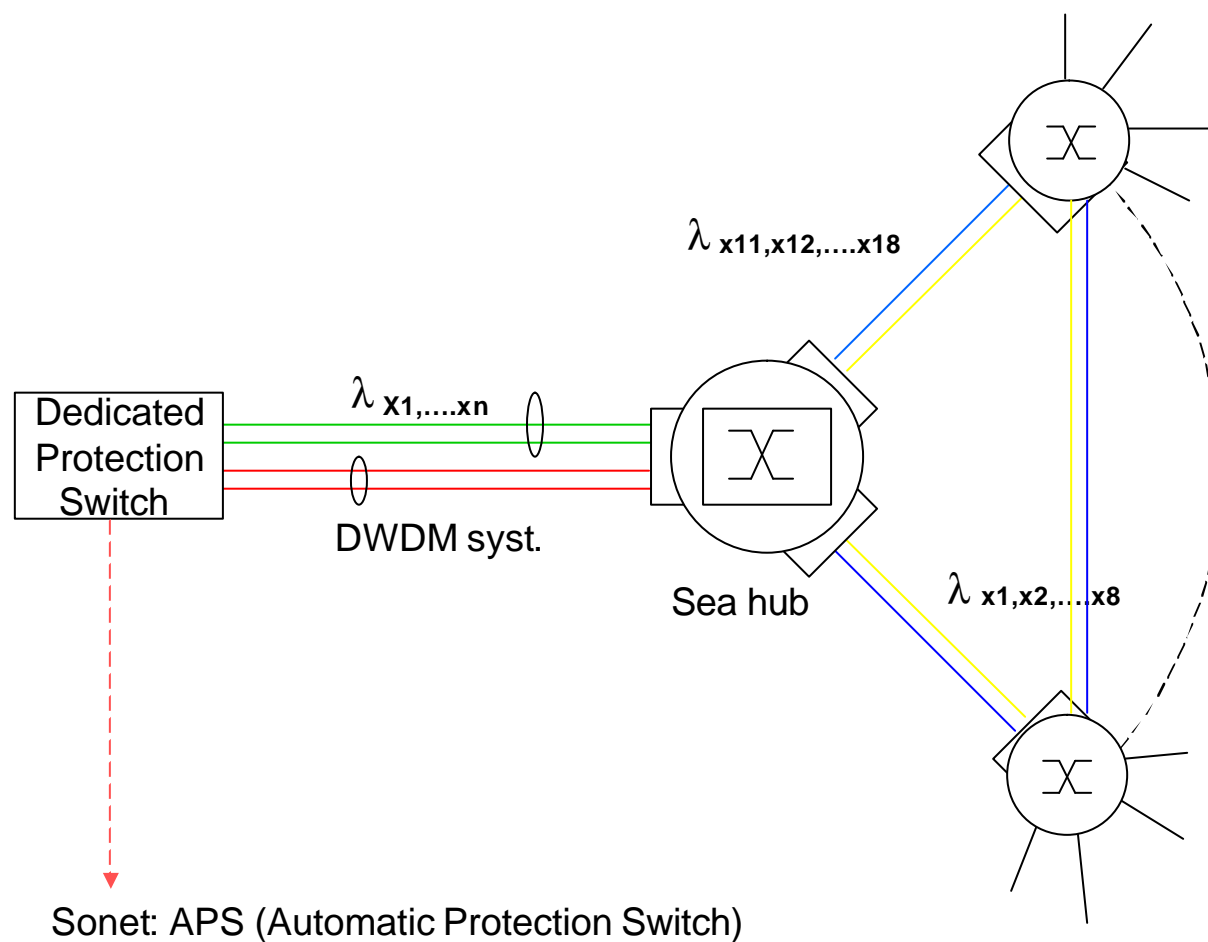 λ x11,x12,....x18
λ X1,....xn
Dedicated
Protection
Switch
DWDM syst.
Sea hub
λ x1,x2,....x8
Sonet: APS (Automatic Protection Switch)